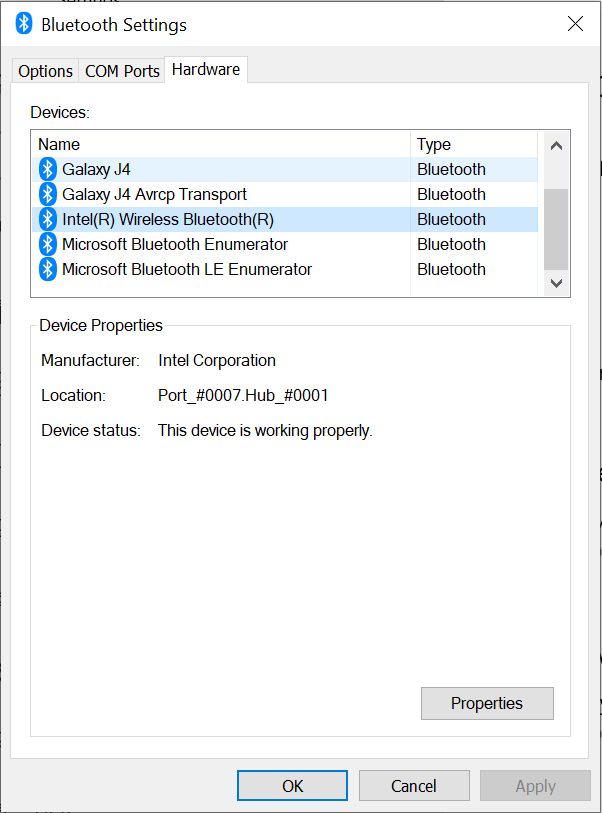 Bluetooth Settings
Options COM Ports Hardware
Devices:
Name Type
Galaxy J4 Bluetooth
Galaxy J4 Avrcp Transport Bluetooth
Intel(R) Wireless Bluetooth(R) Bluetooth
Microsoft Bluetooth Enumerator Bluetooth
Microsoft Bluetooth LE Enumerator Bluetooth
Device Properties
Manufacturer: Intel Corporation
Location: Port_#0007.Hub_#0001
Device status: This device is working properly.
Properties
OK Cancel Apply